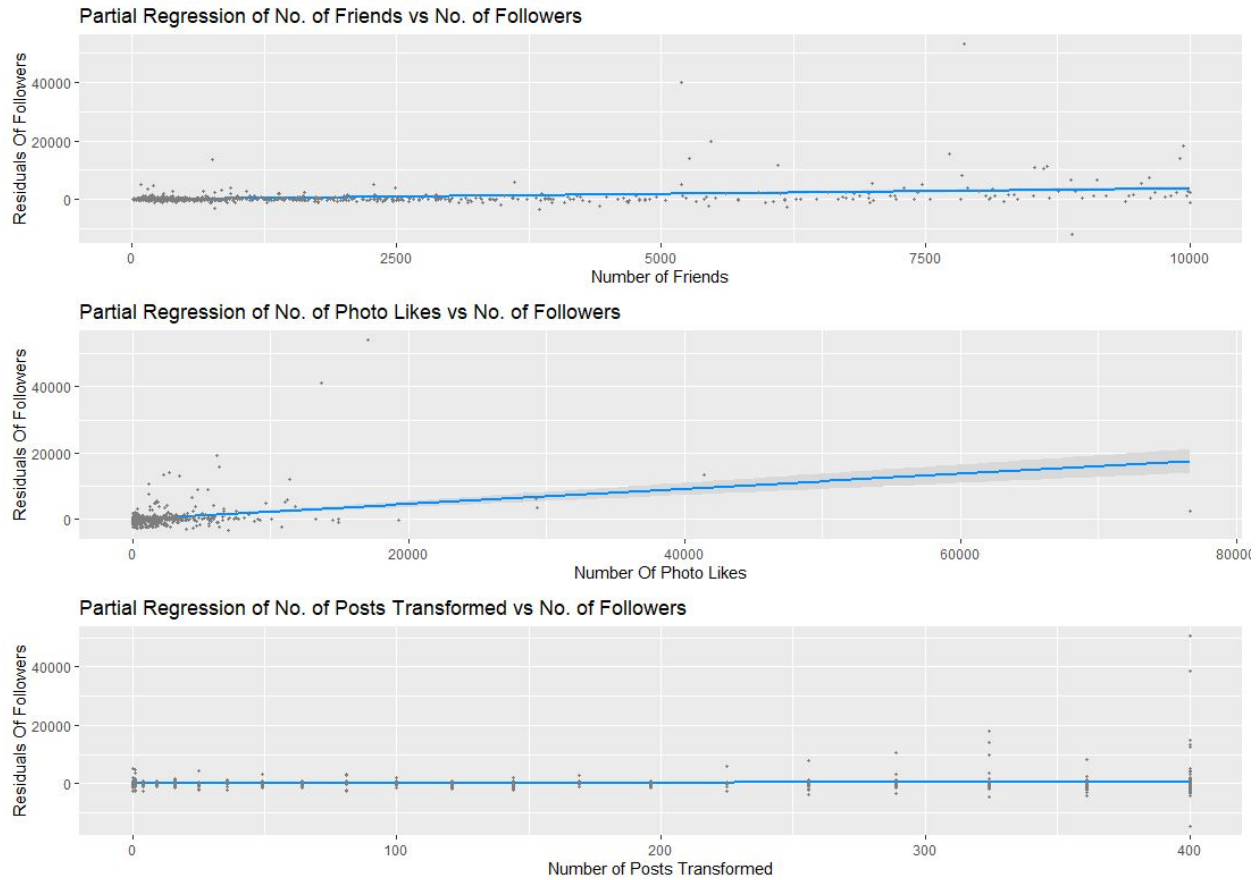 Partial Regression of No. of Friends vs No. of Followers
Residuals Of Followers
40000
20000
0
0 2500 5000 7500 10000
Number of Friends
Partial Regression of No. of Photo Likes vs No. of Followers
Residuals Of Followers
40000
20000
0
0 20000 40000 60000 80000
Number Of Photo Likes
Partial Regression of No. of Posts Transformed vs No. of Followers
Residuals Of Followers
40000
20000
0
0 100 200 300 400
Number of Posts Transformed